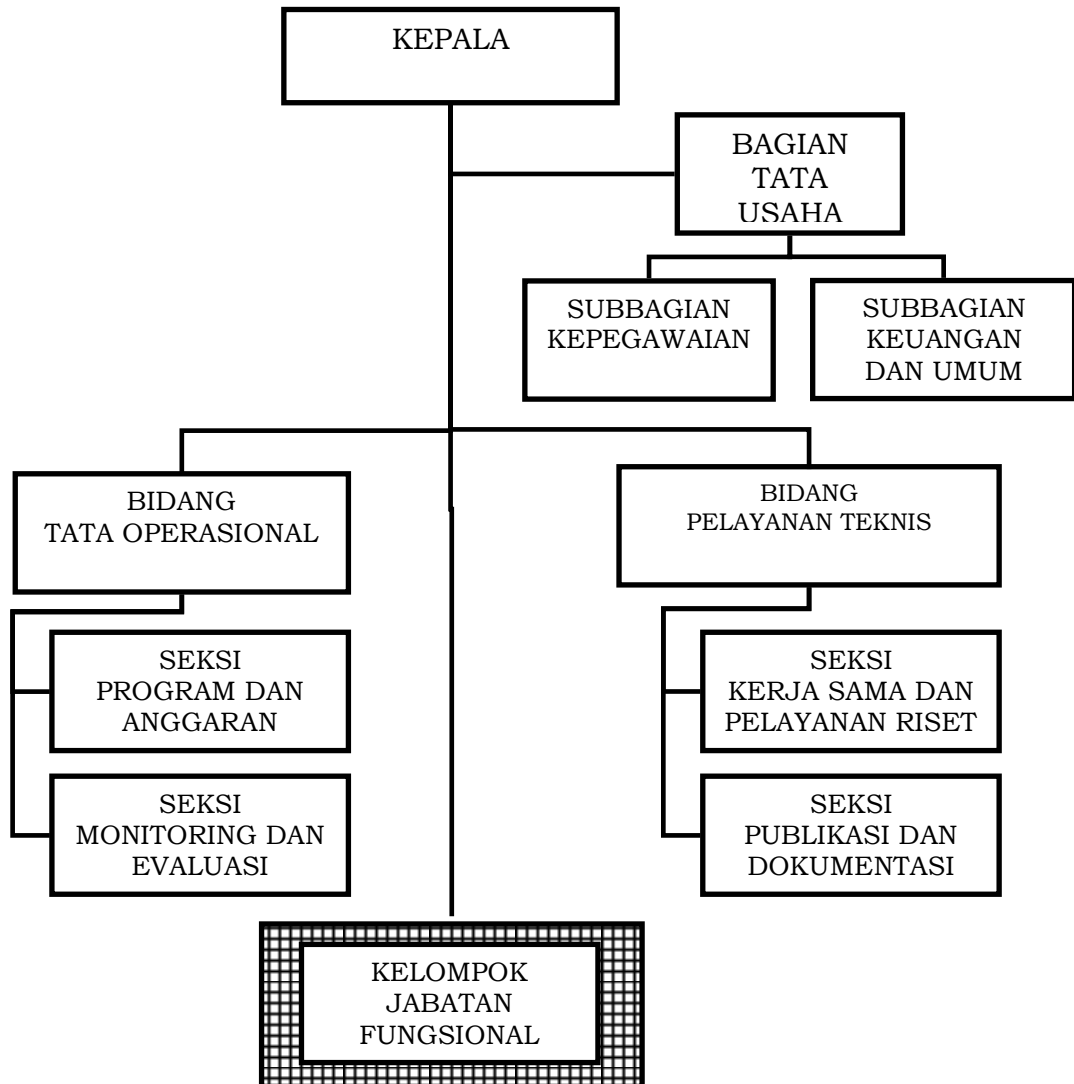 KEPALA
BAGIAN
TATA
USAHA
SUBBAGIAN
KEPEGAWAIAN
SUBBAGIAN
KEUANGAN
DAN UMUM
BIDANG
TATA OPERASIONAL
BIDANG
PELAYANAN TEKNIS
SEKSI
PROGRAM DAN
ANGGARAN
SEKSI
KERJA SAMA DAN
PELAYANAN RISET
SEKSI
MONITORING DAN
EVALUASI
SEKSI
PUBLIKASI DAN
DOKUMENTASI
KELOMPOK
JABATAN
FUNGSIONAL